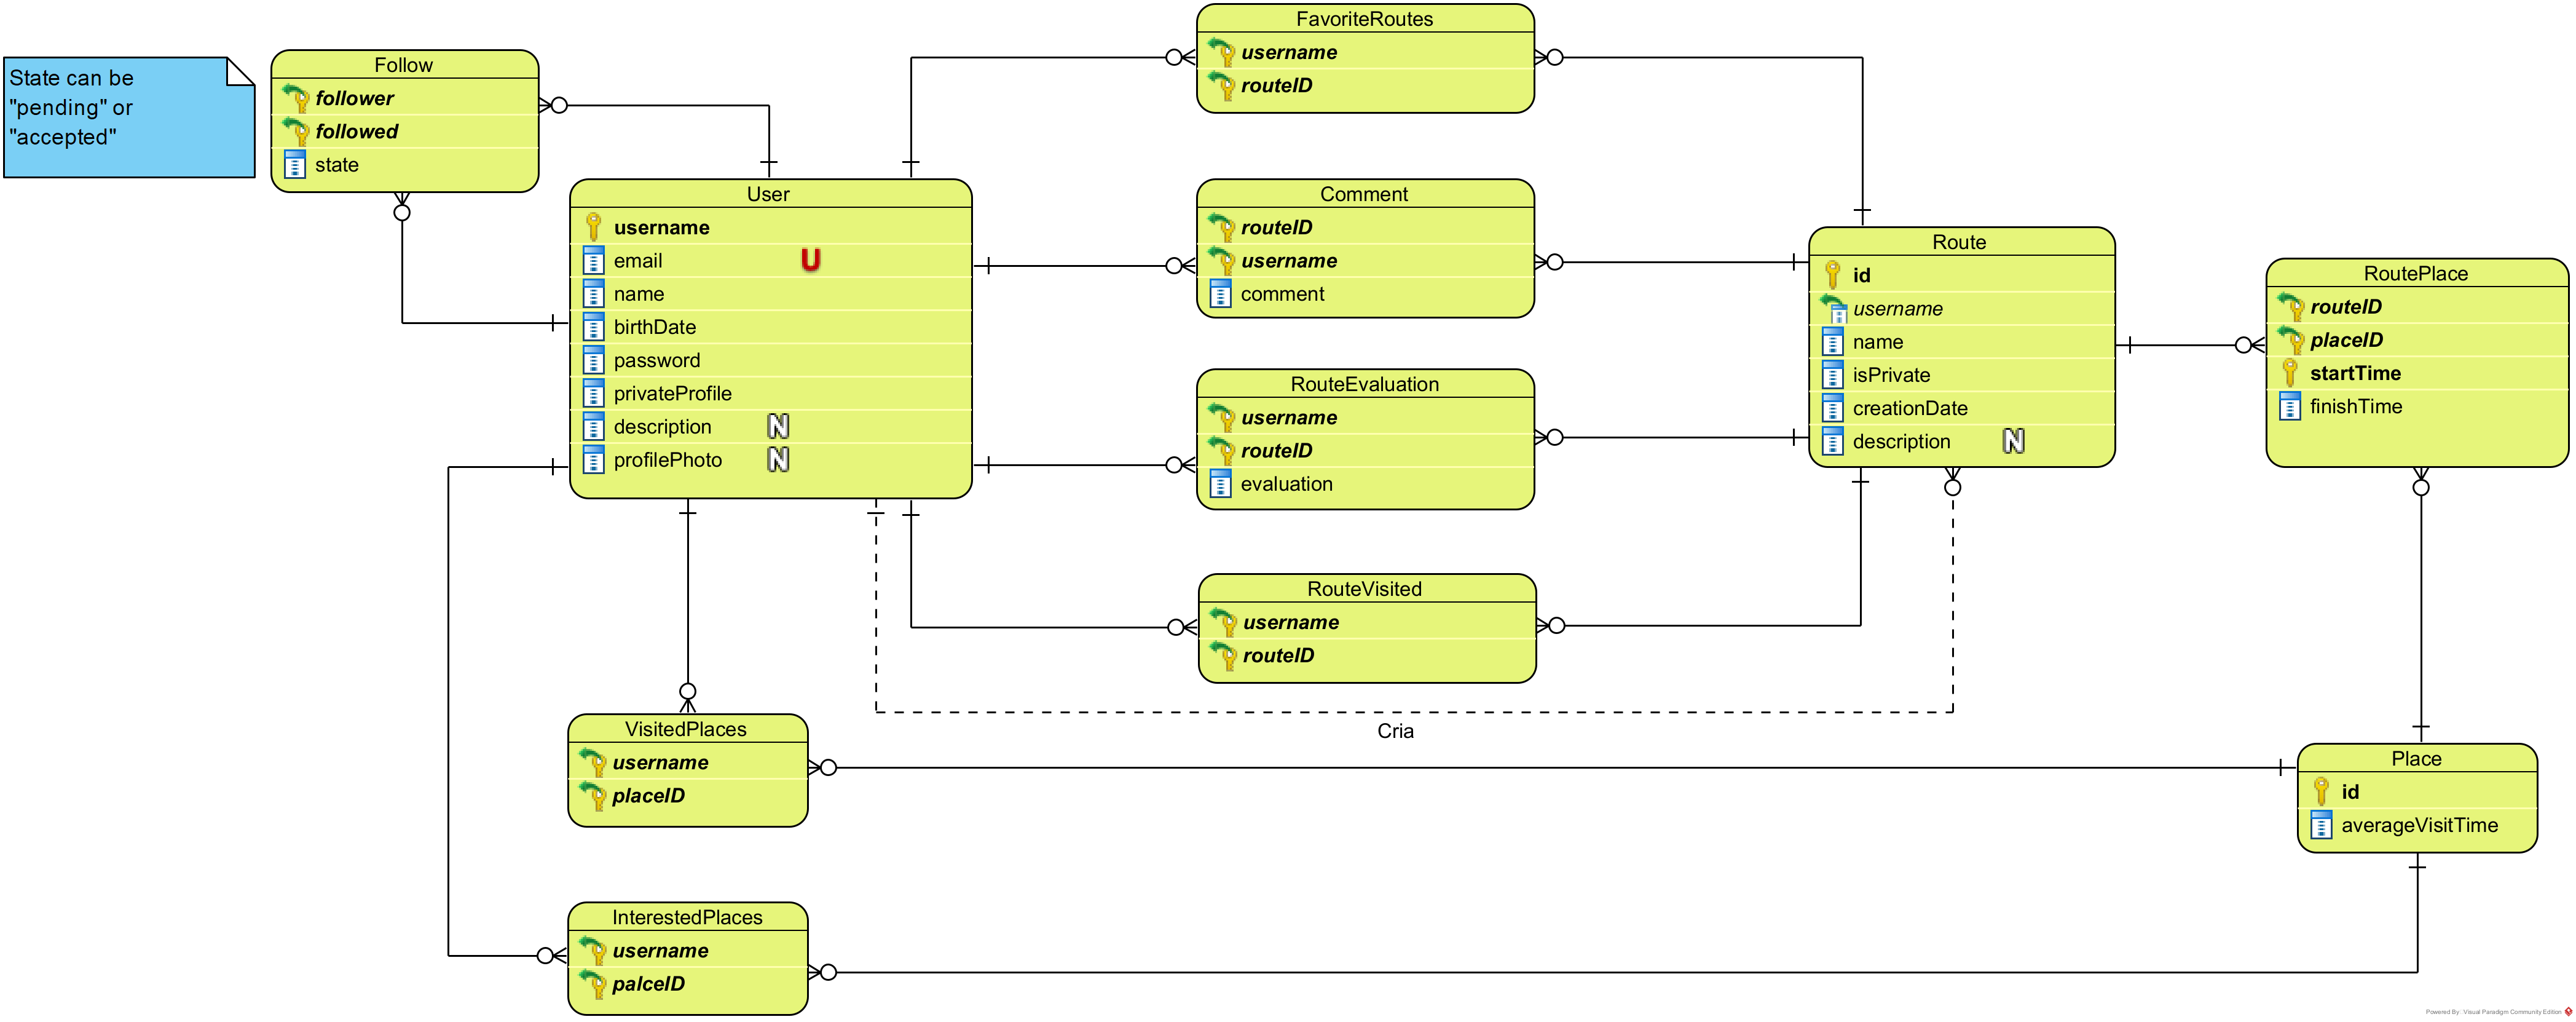 State can be
"pending" or
"accepted"
Follow
follower
followed
state
User
username
email
U
name
birthDate
password
privateProfile
description
N
profilePhoto
N
FavoriteRoutes
username
routeID
Comment
routeID
username
comment
RouteEvaluation
username
routeID
evaluation
RouteVisited
username
routeID
Cria
Route
id
username
name
isPrivate
creationDate
description
N
RoutePlace
routeID
placeID
startTime
finishTime
VisitedPlaces
username
placeID
Place
id
averageVisitTime
InterestedPlaces
username
palceID
Powered By: Visual Paradigm Community Edition